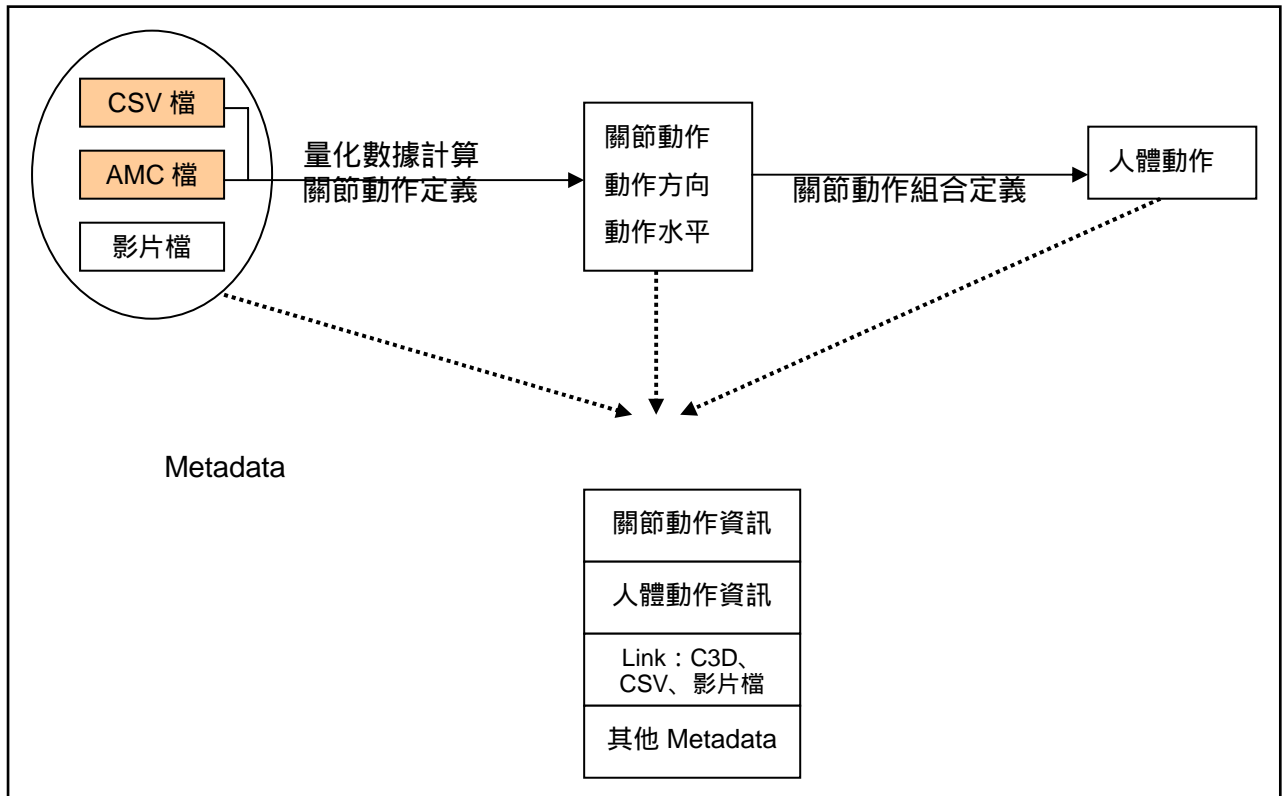 CSV 檔
AMC 檔
影片檔
量化數據計算
關節動作定義
關節動作
動作方向
動作水平
關節動作組合定義
人體動作
Metadata
關節動作資訊
人體動作資訊
Link：C3D、
CSV、影片檔
其他 Metadata